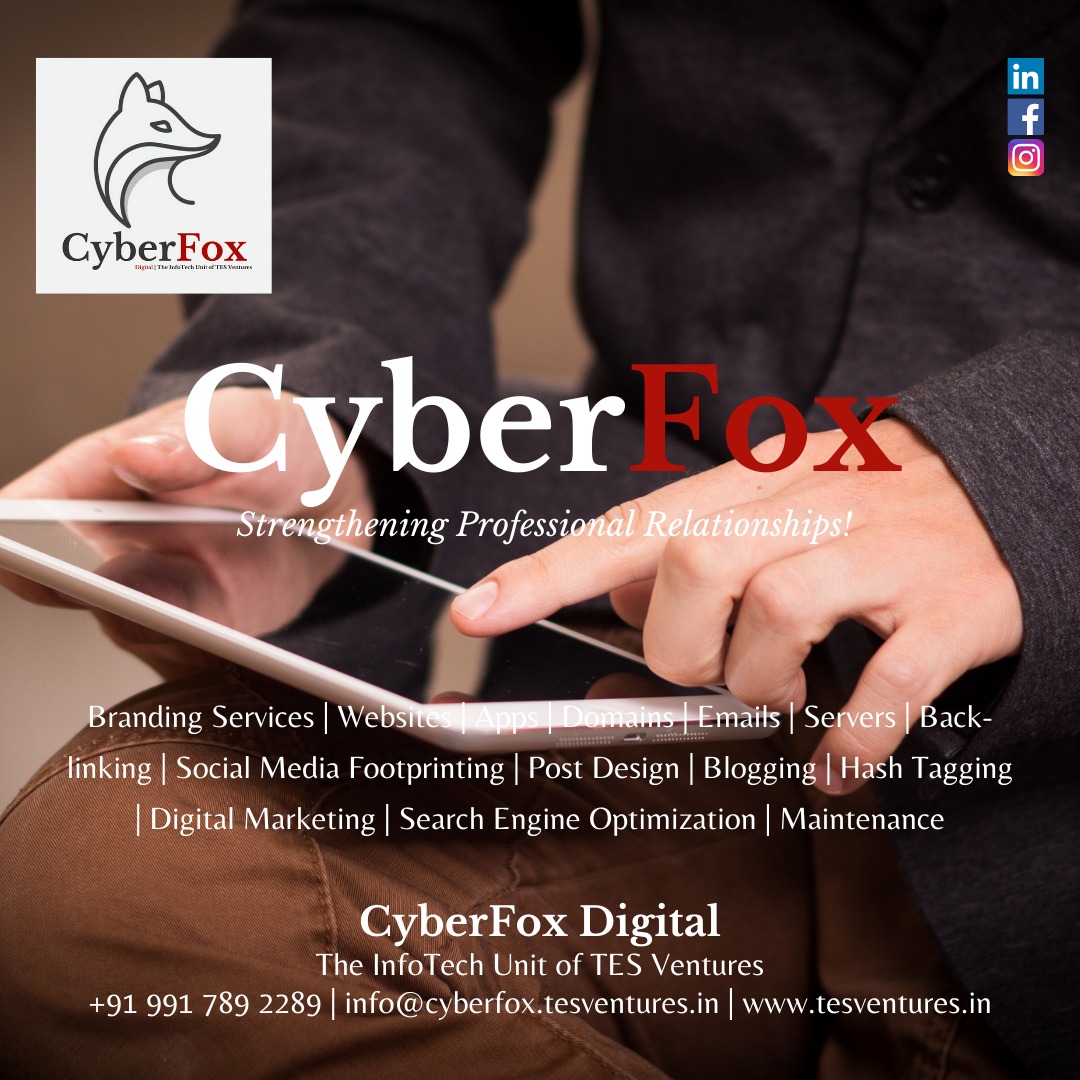 CyberFox
Digital | The InfoTech Unit of TES Ventures
in
f
CyberFox
Strengthening Professional Relationships!
Branding Services | Websites | Apps | Domains | Emails | Servers | Back-
linking | Social Media Footprinting | Post Design | Blogging | Hash Tagging
| Digital Marketing | Search Engine Optimization | Maintenance
CyberFox Digital
The InfoTech Unit of TES Ventures
+91 991 789 2289 | info@cyberfox.tesventures.in | www.tesventures.in